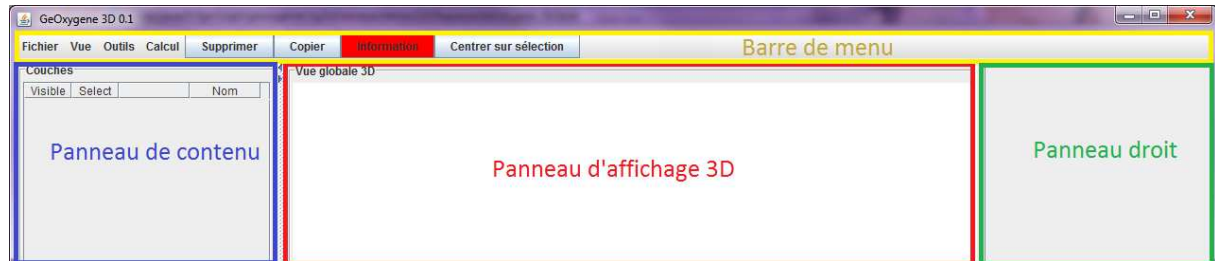 GeOxygene 3D 0.1
Fichier Vue Outils Calcul Supprimer Copier Information Centrer sur sélection Barre de menu
Couches Vue globale 3D
Visible Select Nom
Panneau de contenu Panneau d'affichage 3D Panneau droit